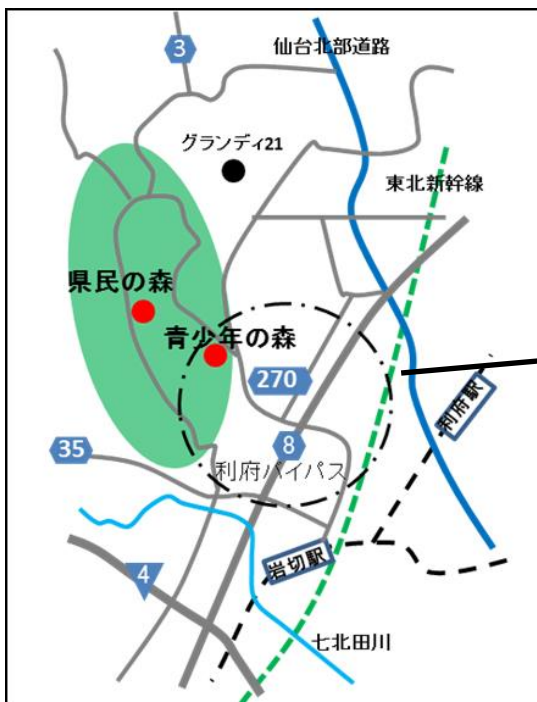 仙台北部道路
3
グランディ21
東北新幹線
県民の森
青少年の森
270
利府駅
8
35
利府バイパス
岩切駅
4
七北田川